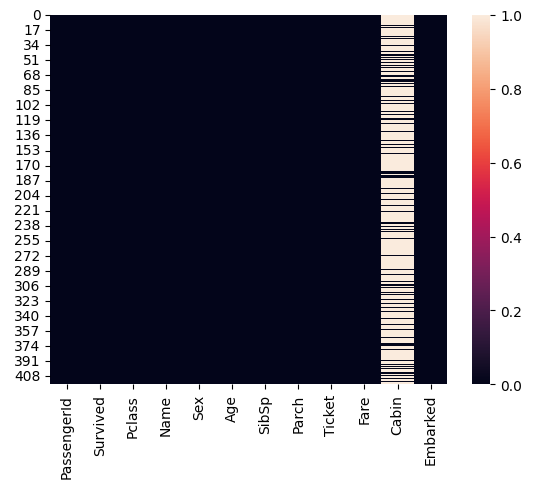 0
17
34
51
68
85
102
119
136
153
170
187
204
221
238
255
272
289
306
323
340
357
374
391
408
PassengerId
Survived
Pclass
Name
Sex
Age
SibSp
Parch
Ticket
Fare
Cabin
Embarked
1.0
0.8
0.6
0.4
0.2
0.0